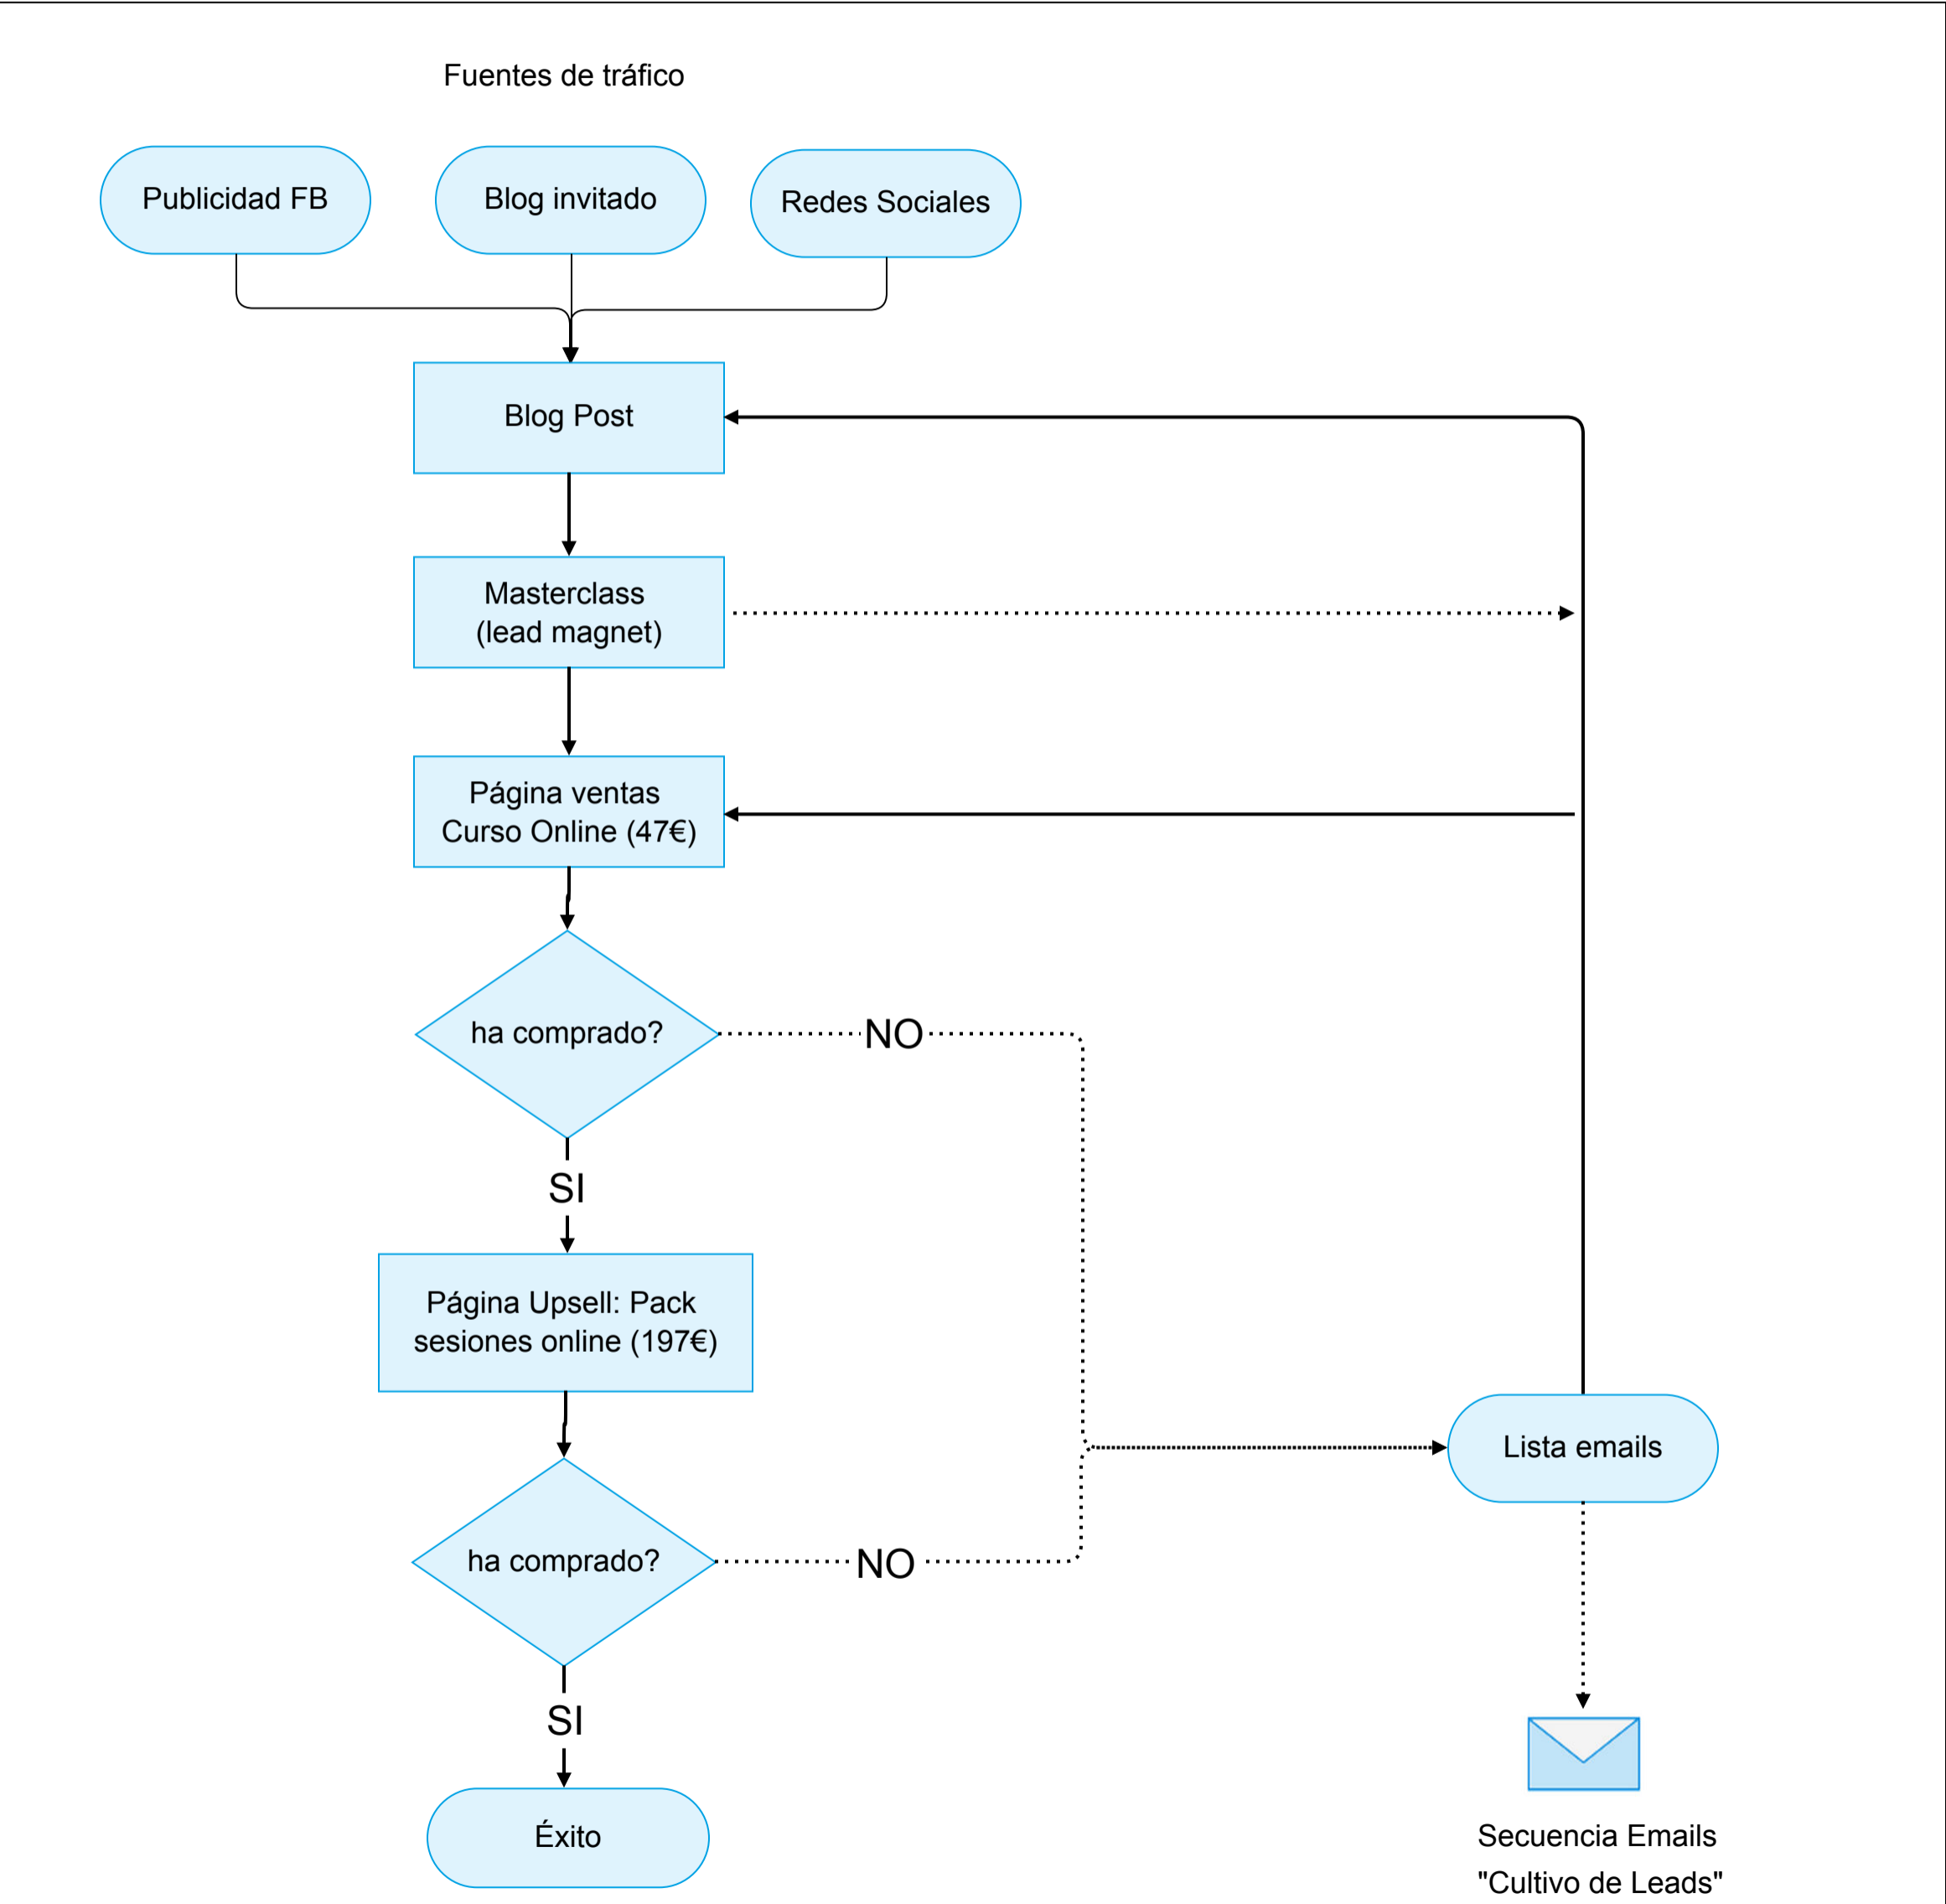 Fuentes de tráfico
Publicidad FB
Blog invitado
Redes Sociales
Blog Post
Masterclass
(lead magnet)
Página ventas
Curso Online (47€)
ha comprado?
NO
SI
Página Upsell: Pack
sesiones online (197€)
Lista emails
ha comprado?
NO
SI
Éxito
Secuencia Emails
"Cultivo de Leads"